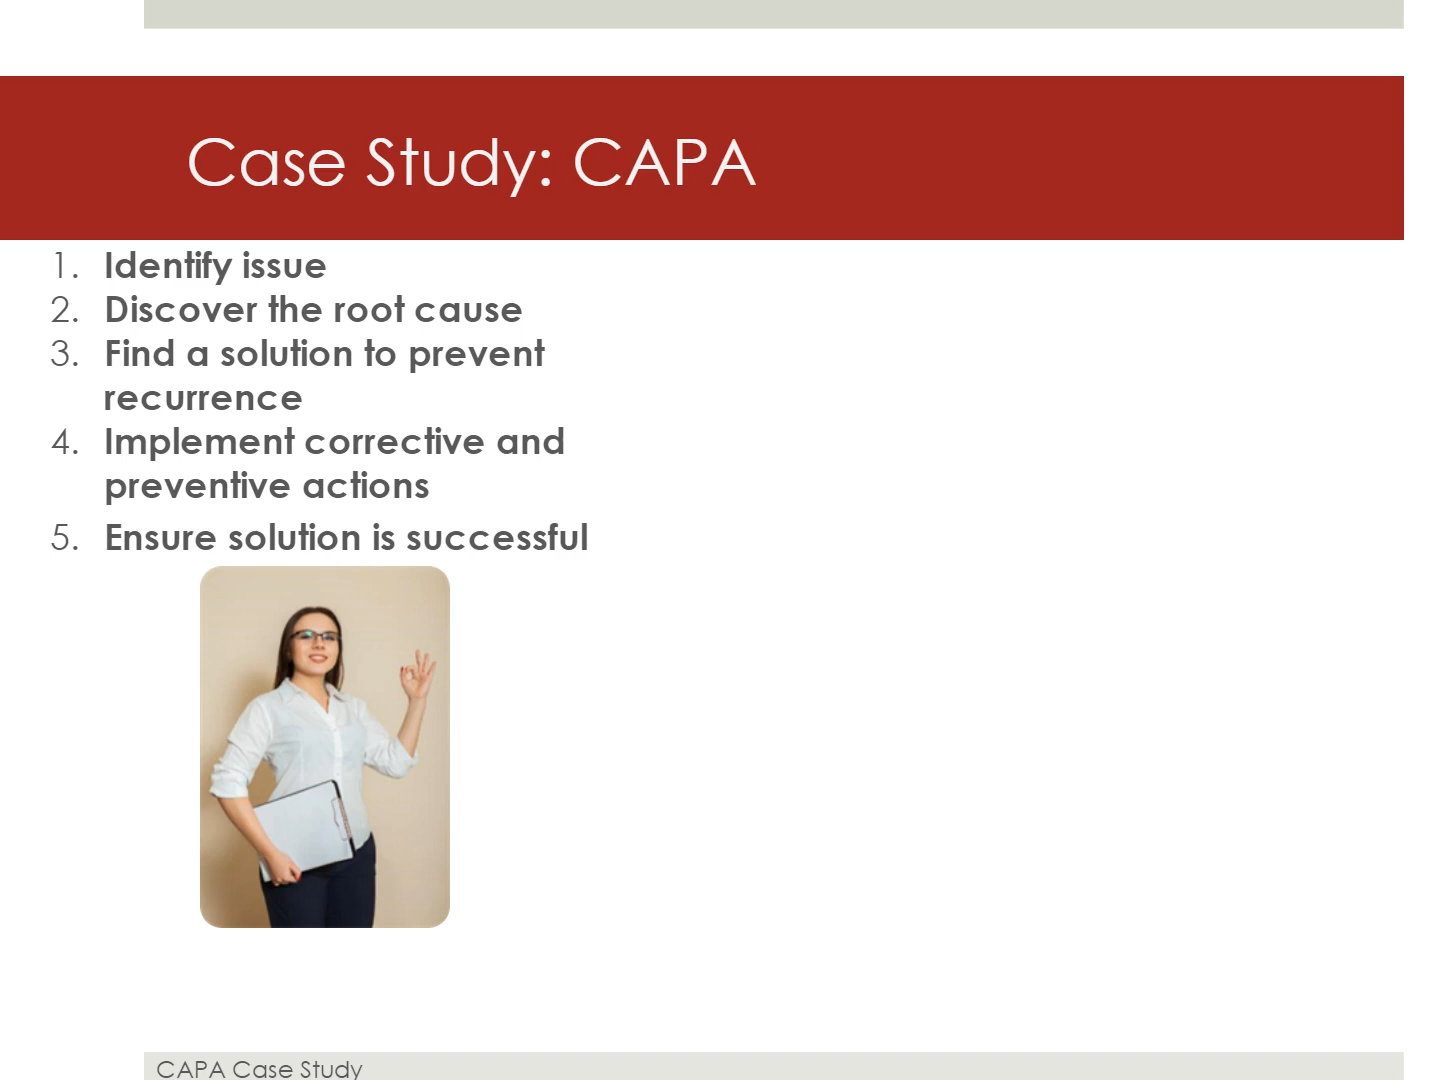 Case Study: CAPA
1. Identify issue
2. Discover the root cause
3. Find a solution to prevent
recurrence
4. Implement corrective and
preventive actions
5. Ensure solution is successful
CAPA Case Study